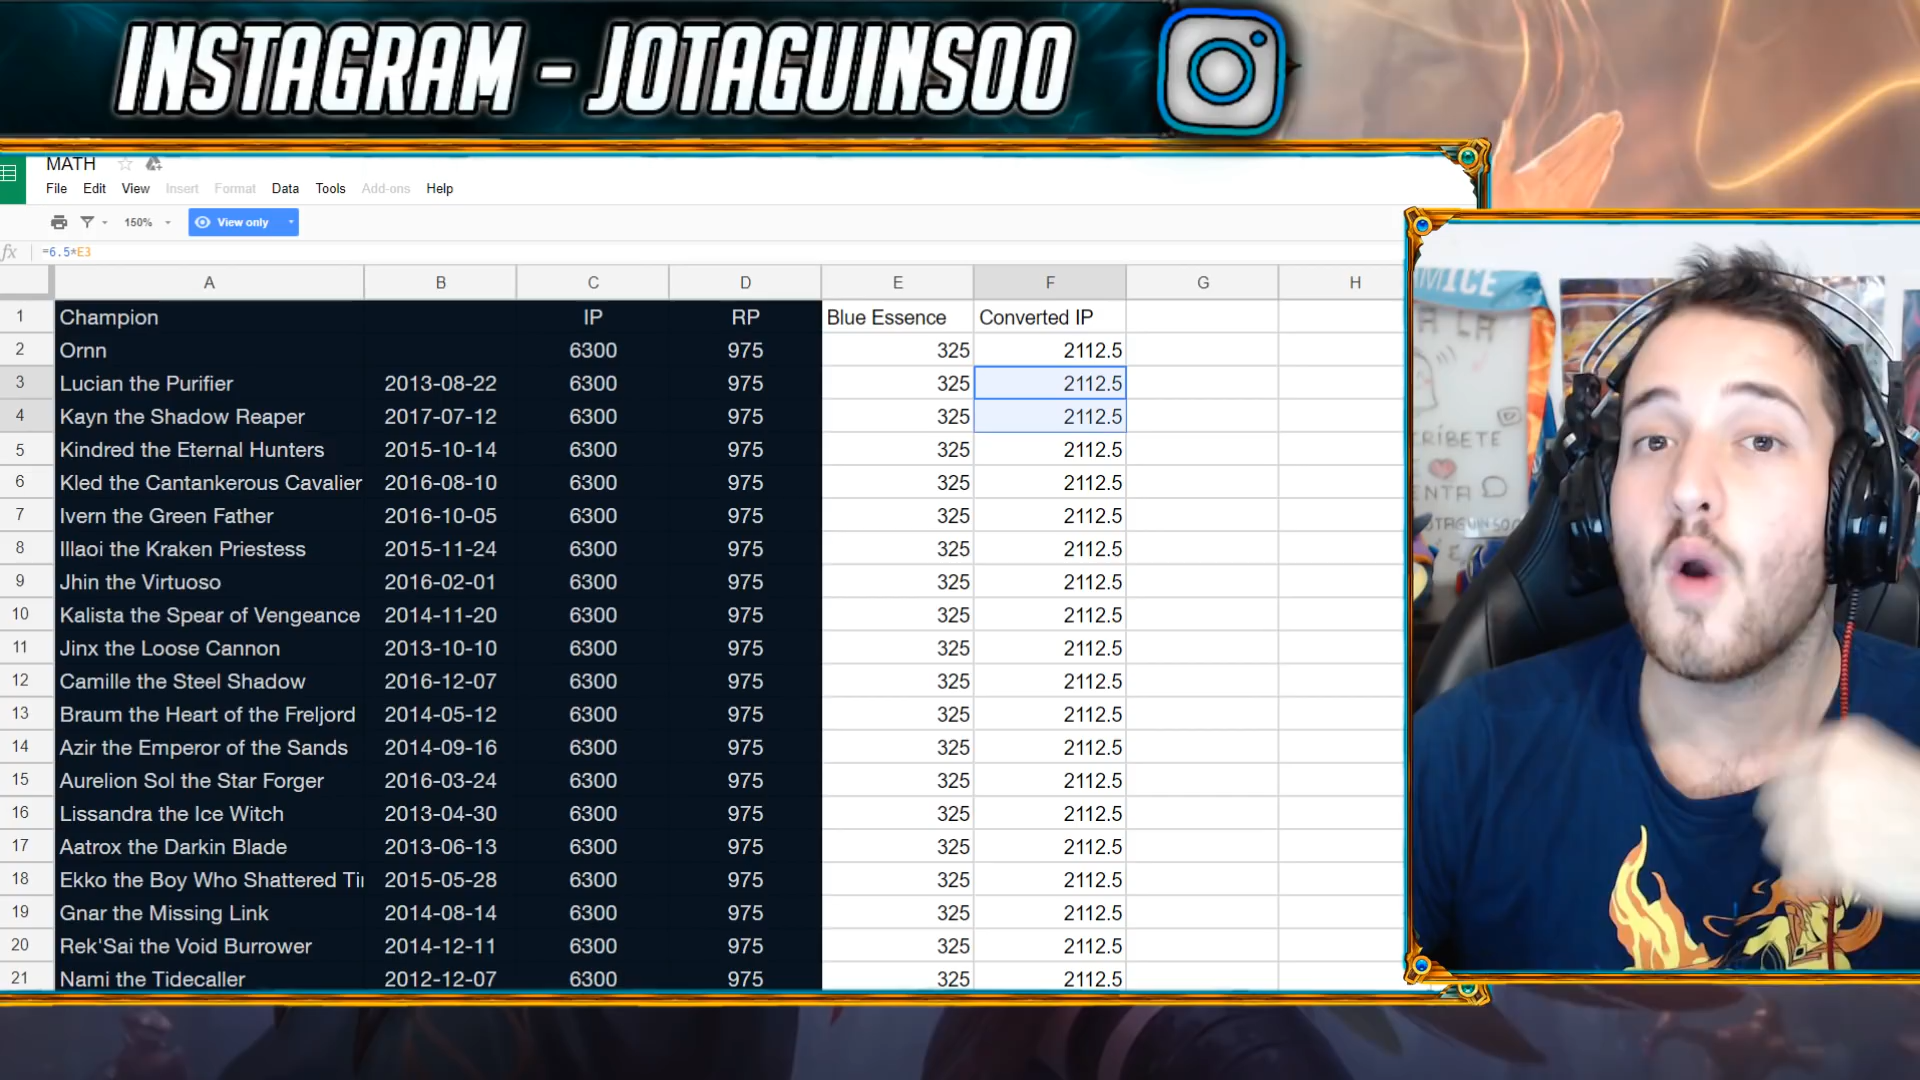 INSTAGRAM - JOTAGUINSOO
MATH
File Edit View Insert Format Data Tools Add-ons Help
150% View only
fx =6.5*E3
A B C D E F G H
1 Champion IP RP Blue Essence Converted IP
2 Ornn 6300 975 325 2112.5
3 Lucian the Purifier 2013-08-22 6300 975 325 2112.5
4 Kayn the Shadow Reaper 2017-07-12 6300 975 325 2112.5
5 Kindred the Eternal Hunters 2015-10-14 6300 975 325 2112.5
6 Kled the Cantankerous Cavalier 2016-08-10 6300 975 325 2112.5
7 Ivern the Green Father 2016-10-05 6300 975 325 2112.5
8 Illaoi the Kraken Priestess 2015-11-24 6300 975 325 2112.5
9 Jhin the Virtuoso 2016-02-01 6300 975 325 2112.5
10 Kalista the Spear of Vengeance 2014-11-20 6300 975 325 2112.5
11 Jinx the Loose Cannon 2013-10-10 6300 975 325 2112.5
12 Camille the Steel Shadow 2016-12-07 6300 975 325 2112.5
13 Braum the Heart of the Freljord 2014-05-12 6300 975 325 2112.5
14 Azir the Emperor of the Sands 2014-09-16 6300 975 325 2112.5
15 Aurelion Sol the Star Forger 2016-03-24 6300 975 325 2112.5
16 Lissandra the Ice Witch 2013-04-30 6300 975 325 2112.5
17 Aatrox the Darkin Blade 2013-06-13 6300 975 325 2112.5
18 Ekko the Boy Who Shattered Ti 2015-05-28 6300 975 325 2112.5
19 Gnar the Missing Link 2014-08-14 6300 975 325 2112.5
20 Rek'Sai the Void Burrower 2014-12-11 6300 975 325 2112.5
21 Nami the Tidecaller 2012-12-07 6300 975 325 2112.5
A LA
CRÍBETE
ENTA